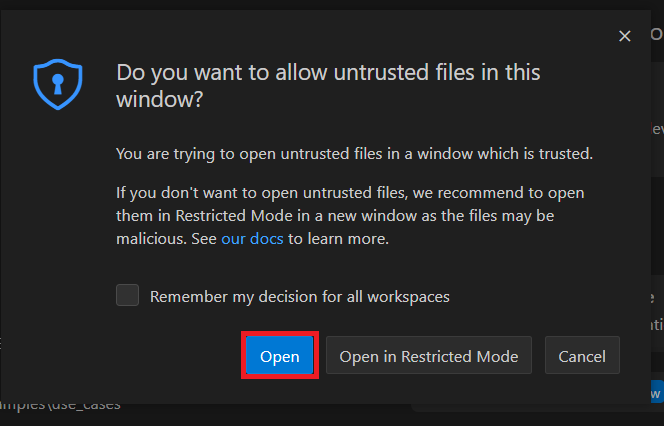 Do you want to allow untrusted files in this
window?
You are trying to open untrusted files in a window which is trusted.
If you don't want to open untrusted files, we recommend to open
them in Restricted Mode in a new window as the files may be
malicious. See our docs to learn more.
Remember my decision for all workspaces
Open
Open in Restricted Mode
Cancel